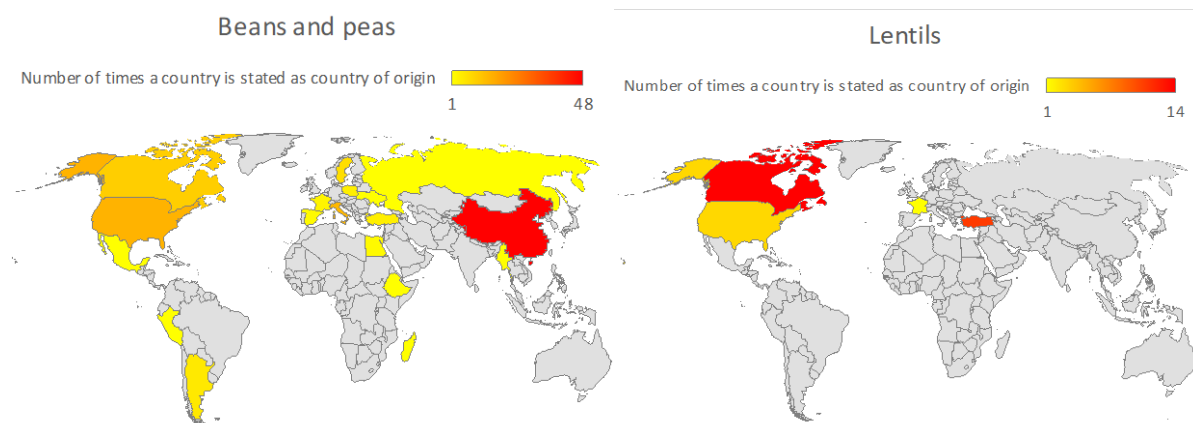 Beans and peas
Number of times a country is stated as country of origin
1 48
Lentils
Number of times a country is stated as country of origin
1 14